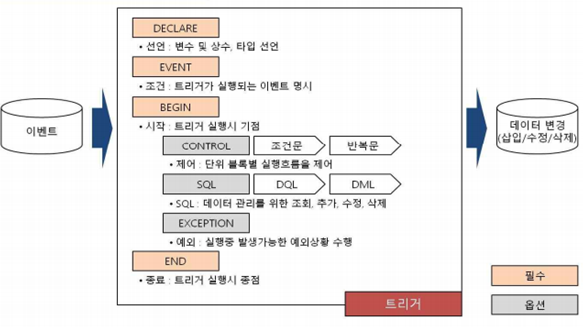 DECLARE
• 선언 : 변수 및 상수, 타입 선언
EVENT
• 조건 : 트리거가 실행되는 이벤트 명시
BEGIN
• 시작 : 트리거 실행시 기점
CONTROL 조건문 반복문
• 제어 : 단위 블록별 실행흐름을 제어
SQL DQL DML
• SQL : 데이터 관리를 위한 조회, 추가, 수정, 삭제
EXCEPTION
• 예외 : 실행중 발생가능한 예외상황 수행
END
• 종료 : 트리거 실행시 종점
트리거
이벤트
데이터 변경
(삽입/수정/삭제)
필수
옵션